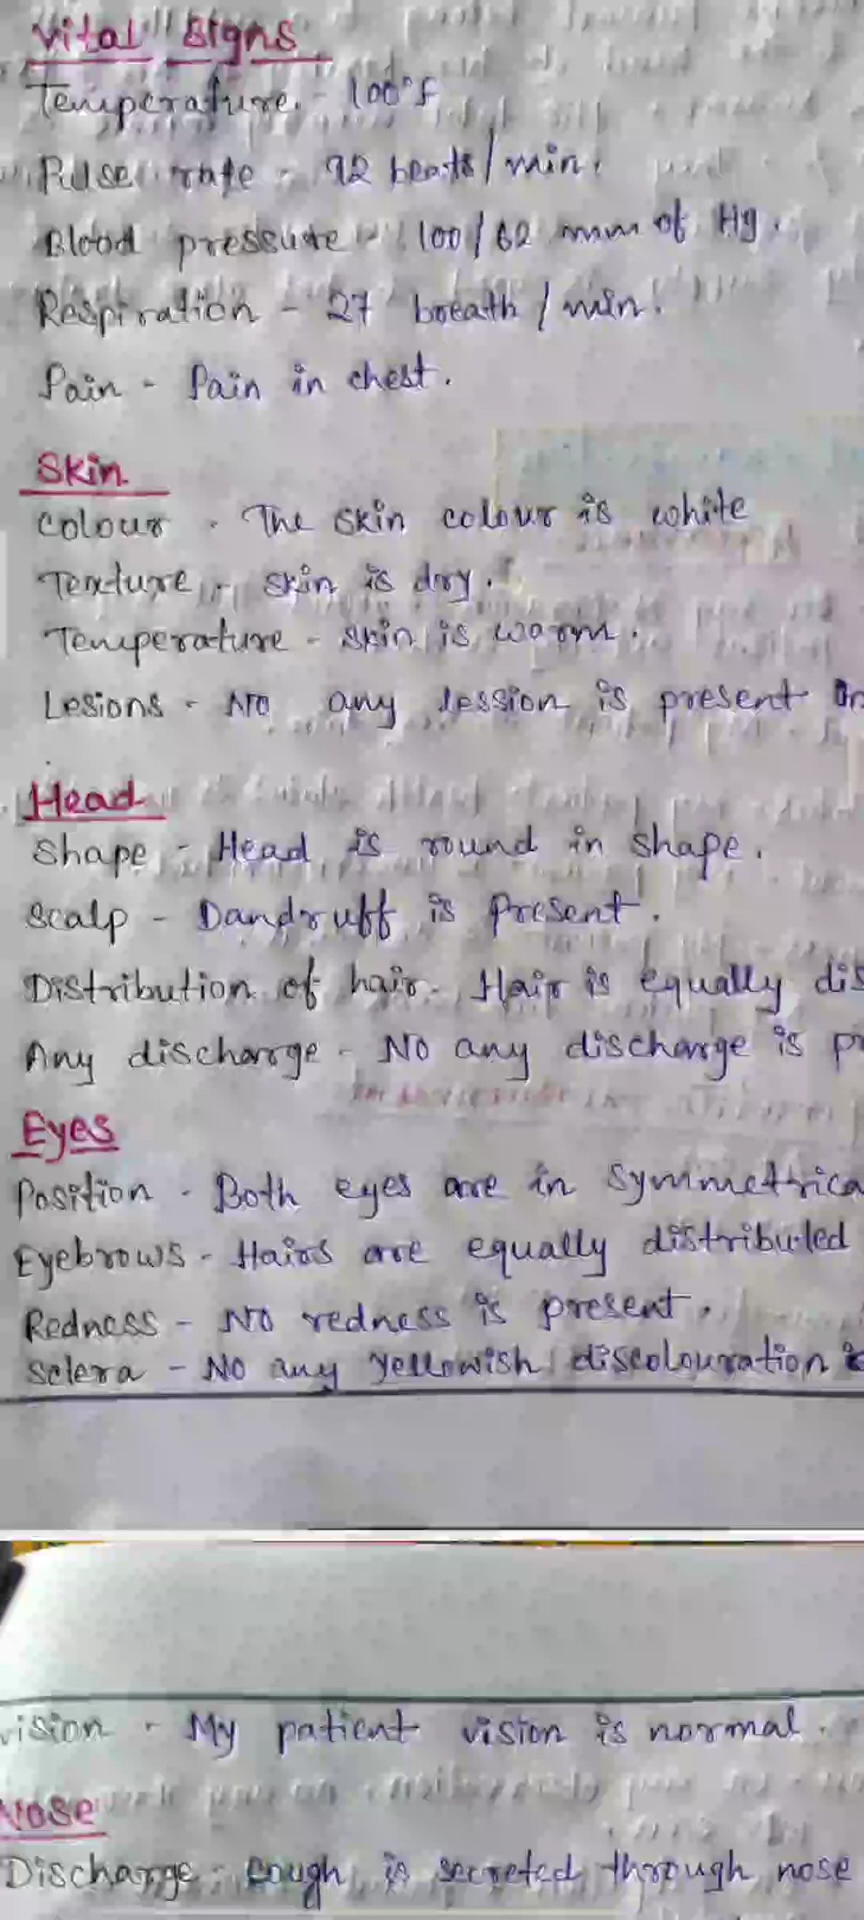 Vital Signs
Temperature - 100°F
Pulse rate - 92 beats/min.
Blood pressure - 100/62 mm of Hg.
Respiration - 27 breath/min.
Pain - Pain in chest.
Skin
Colour - The skin colour is white
Texture - skin is dry.
Temperature - skin is warm.
Lesions - No any lession is present on
Head
Shape - Head is round in shape.
Scalp - Dandruff is present.
Distribution of hair - Hair is equally dis
Any discharge - No any discharge is pr
Eyes
Position - Both eyes are in symmetrica
Eyebrows - Hairs are equally distributed
Redness - No redness is present.
Sclera - No any yellowish discolouration
vision - My patient vision is normal.
Nose
Discharge - Cough is secreted through nose